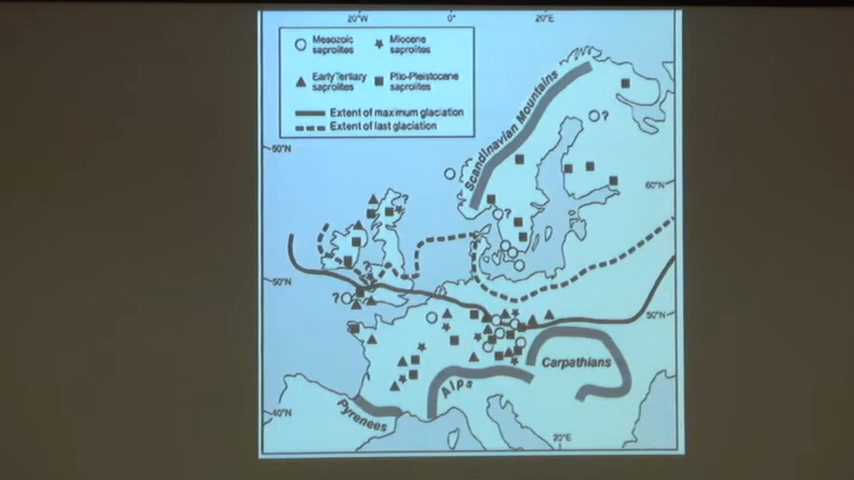 20°W 0° 20°E
Mesozoic saprolites
Miocene saprolites
Early Tertiary saprolites
Plio-Pleistocene saprolites
Extent of maximum glaciation
Extent of last glaciation
Scandinavian Mountains
?
60°N
60°N
?
?
?
50°N
?
50°N
Carpathians
Alps
40°N
Pyrenees
20°E